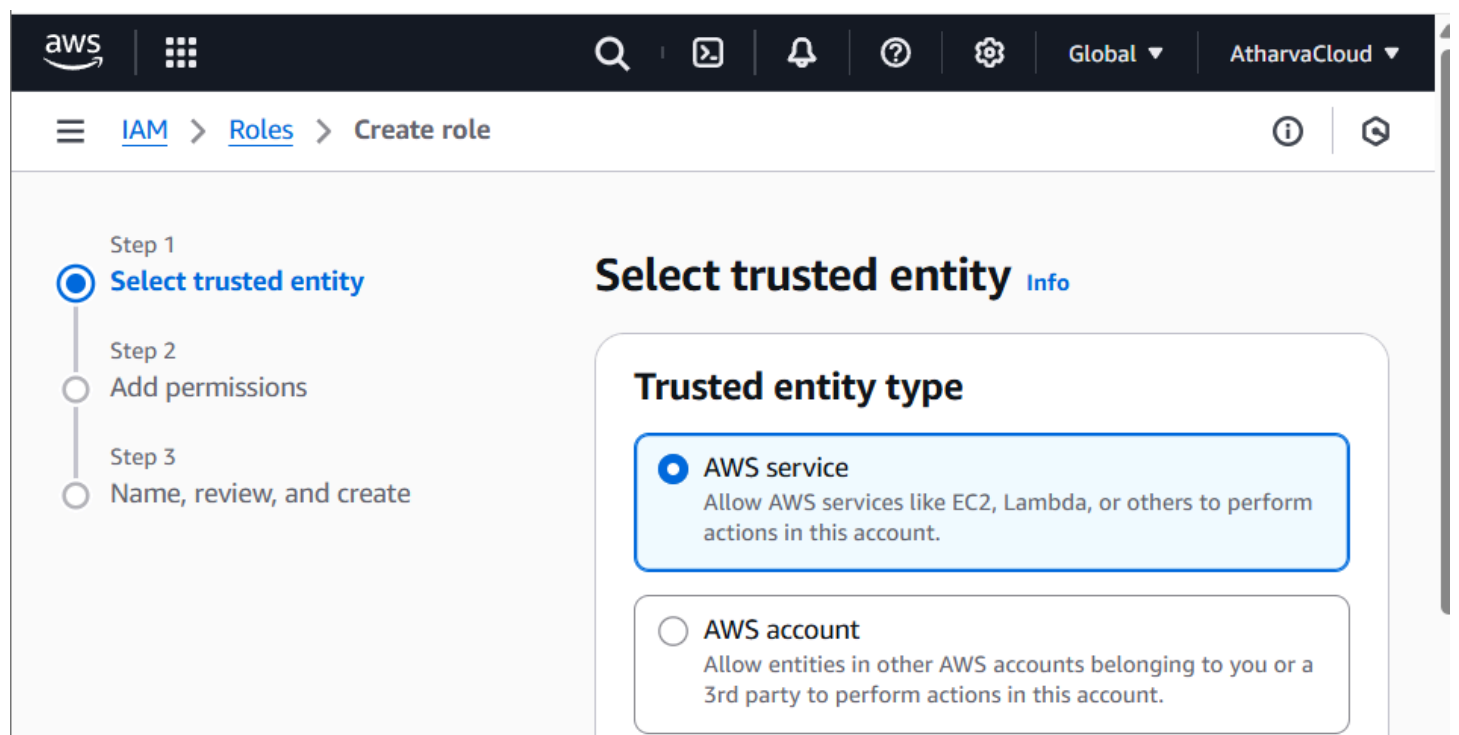 aws
Global
AtharvaCloud
IAM > Roles > Create role
Step 1
Select trusted entity
Step 2
Add permissions
Step 3
Name, review, and create
Select trusted entity Info
Trusted entity type
AWS service
Allow AWS services like EC2, Lambda, or others to perform
actions in this account.
AWS account
Allow entities in other AWS accounts belonging to you or a
3rd party to perform actions in this account.